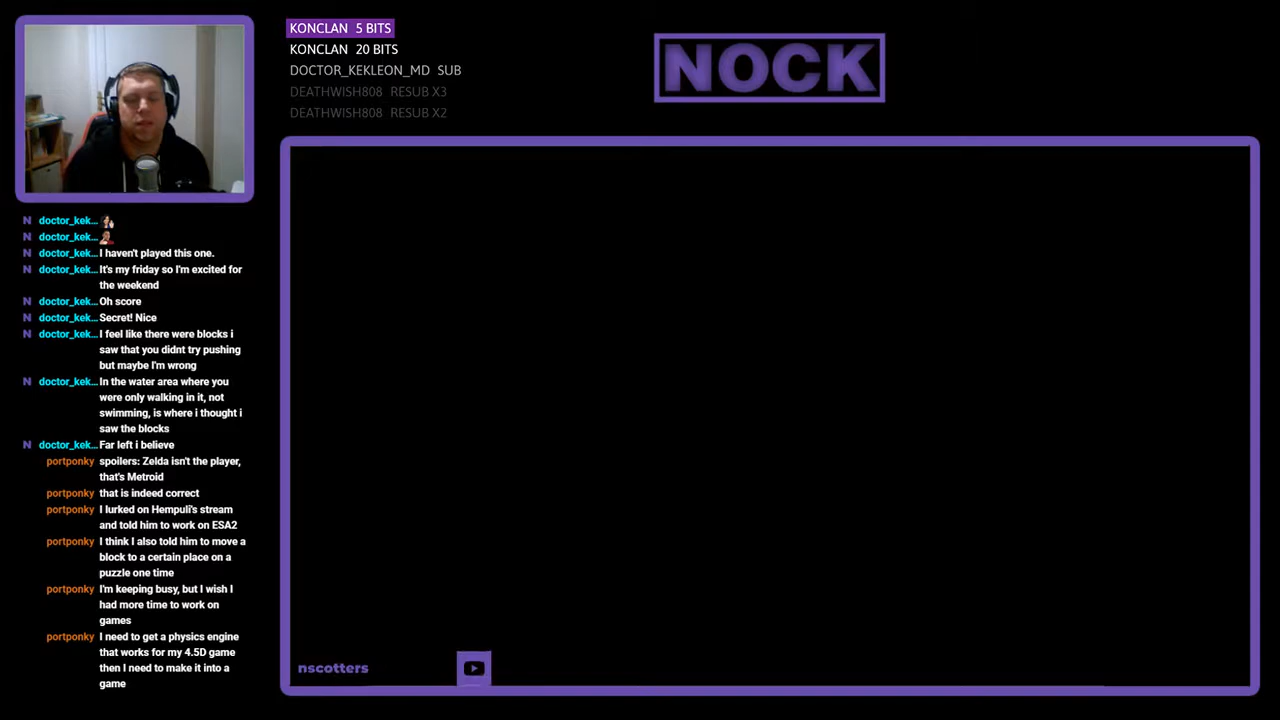 KONCLAN 5 BITS
KONCLAN 20 BITS
DOCTOR_KEKLEON_MD SUB
DEATHWISH808 RESUB X3
DEATHWISH808 RESUB X2
NOCK
N doctor_kek...
N doctor_kek...
N doctor_kek... I haven't played this one.
N doctor_kek... It's my friday so I'm excited for
the weekend
N doctor_kek... Oh score
N doctor_kek... Secret! Nice
N doctor_kek... I feel like there were blocks i
saw that you didnt try pushing
but maybe I'm wrong
N doctor_kek... In the water area where you
were only walking in it, not
swimming, is where i thought i
saw the blocks
N doctor_kek... Far left i believe
portponky spoilers: Zelda isn't the player,
that's Metroid
portponky that is indeed correct
portponky I lurked on Hempuli's stream
and told him to work on ESA2
portponky I think I also told him to move a
block to a certain place on a
puzzle one time
portponky I'm keeping busy, but I wish I
had more time to work on
games
portponky I need to get a physics engine
that works for my 4.5D game
then I need to make it into a
game
nscotters